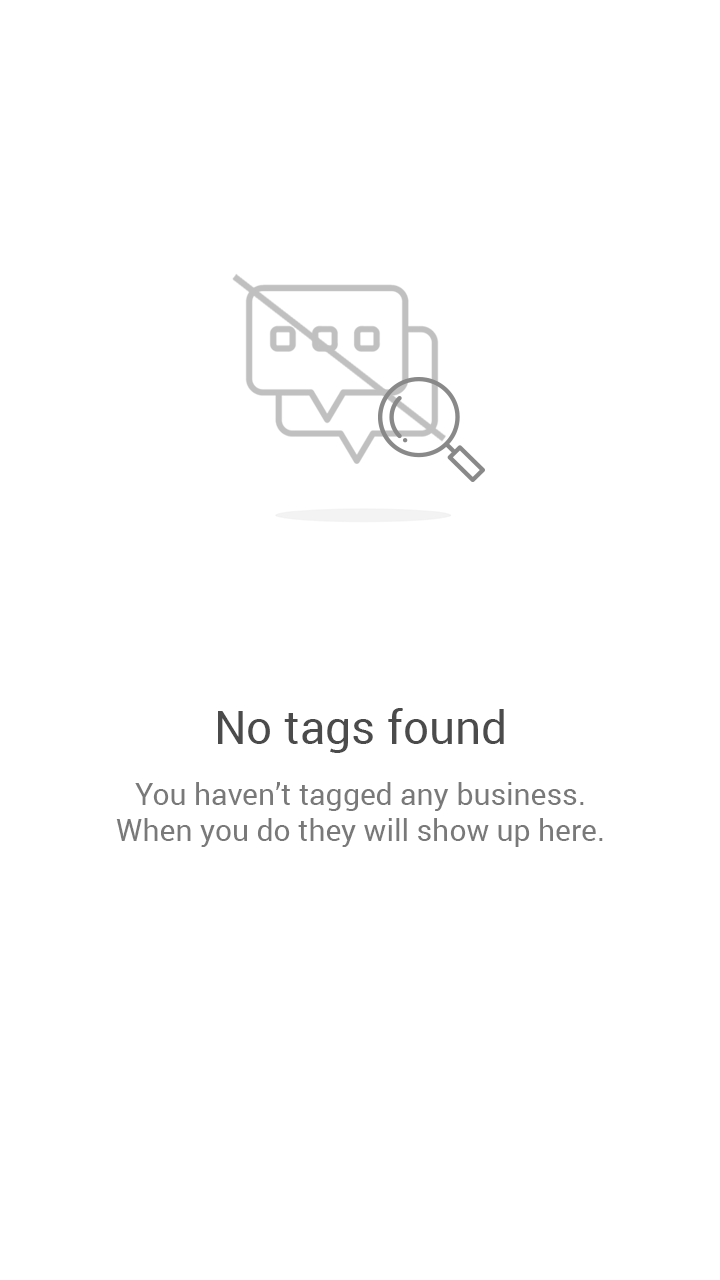 No tags found
You haven’t tagged any business.
When you do they will show up here.